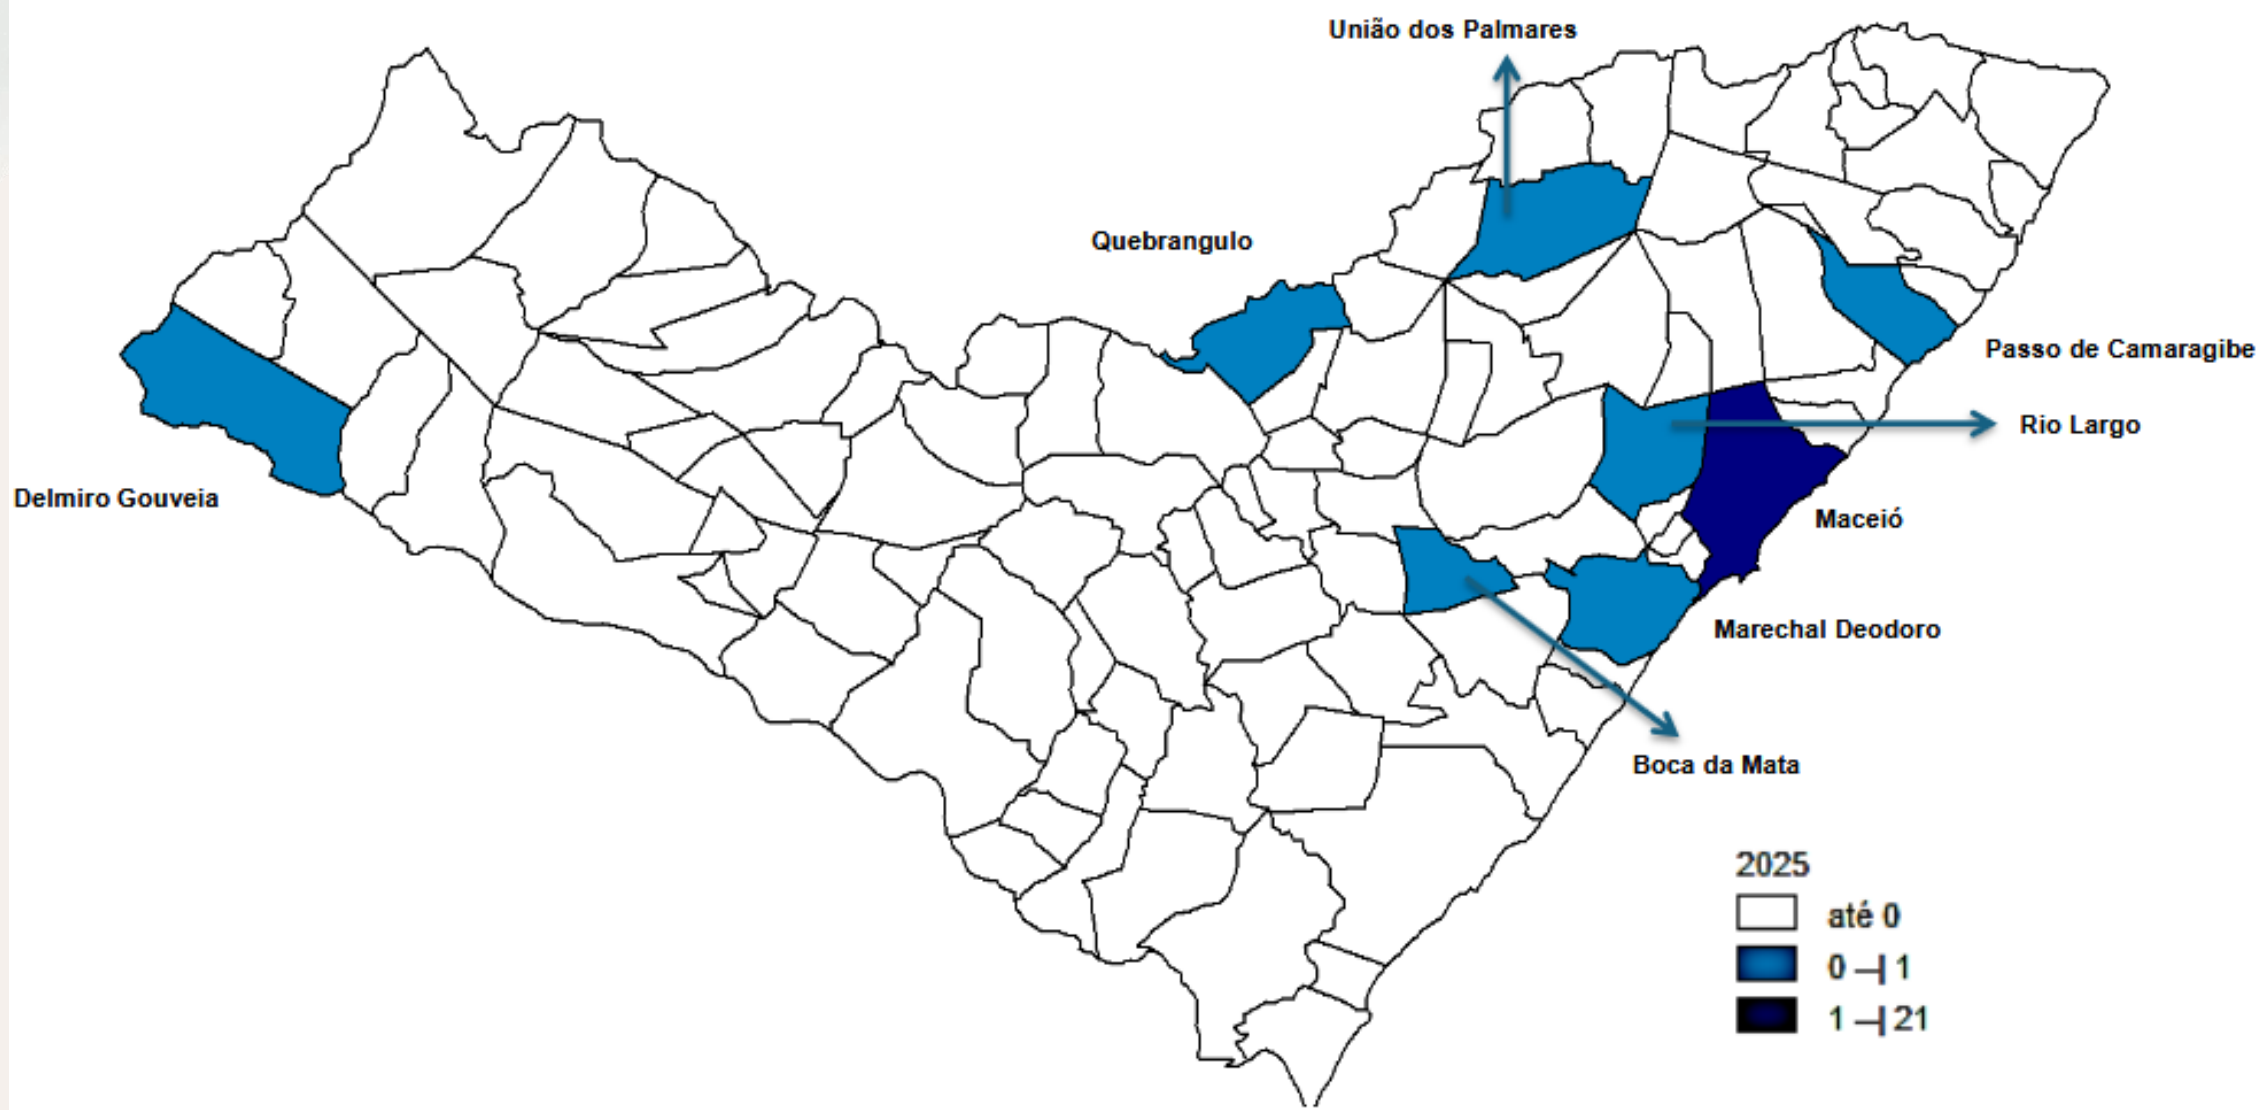 União dos Palmares
Quebrangulo
Passo de Camaragibe
Rio Largo
Delmiro Gouveia
Maceió
Marechal Deodoro
Boca da Mata
2025
até 0
0 –| 1
1 –| 21